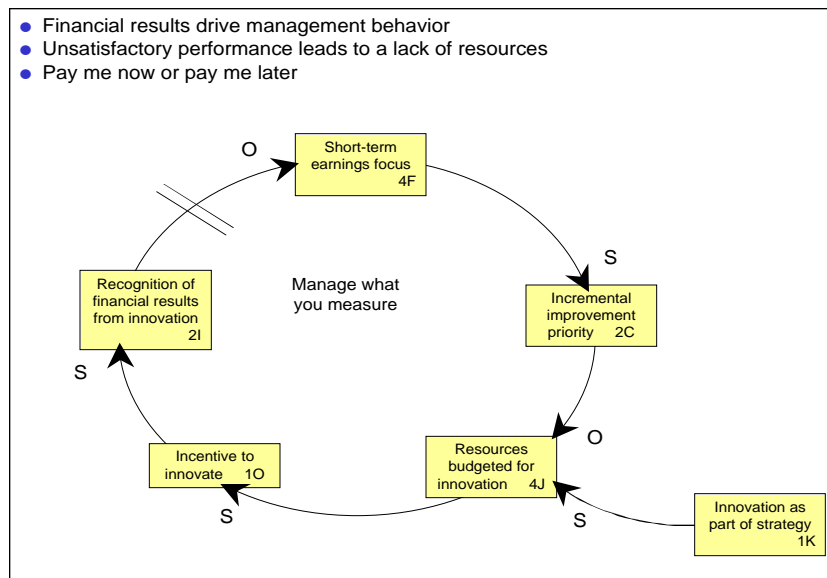 Financial results drive management behavior
Unsatisfactory performance leads to a lack of resources
Pay me now or pay me later
O
Short-term
earnings focus
4F
S
Recognition of
financial results
from innovation
2I
Manage what
you measure
Incremental
improvement
priority 2C
S
O
Incentive to
innovate 1O
Resources
budgeted for
innovation 4J
S
S
Innovation as
part of strategy
1K